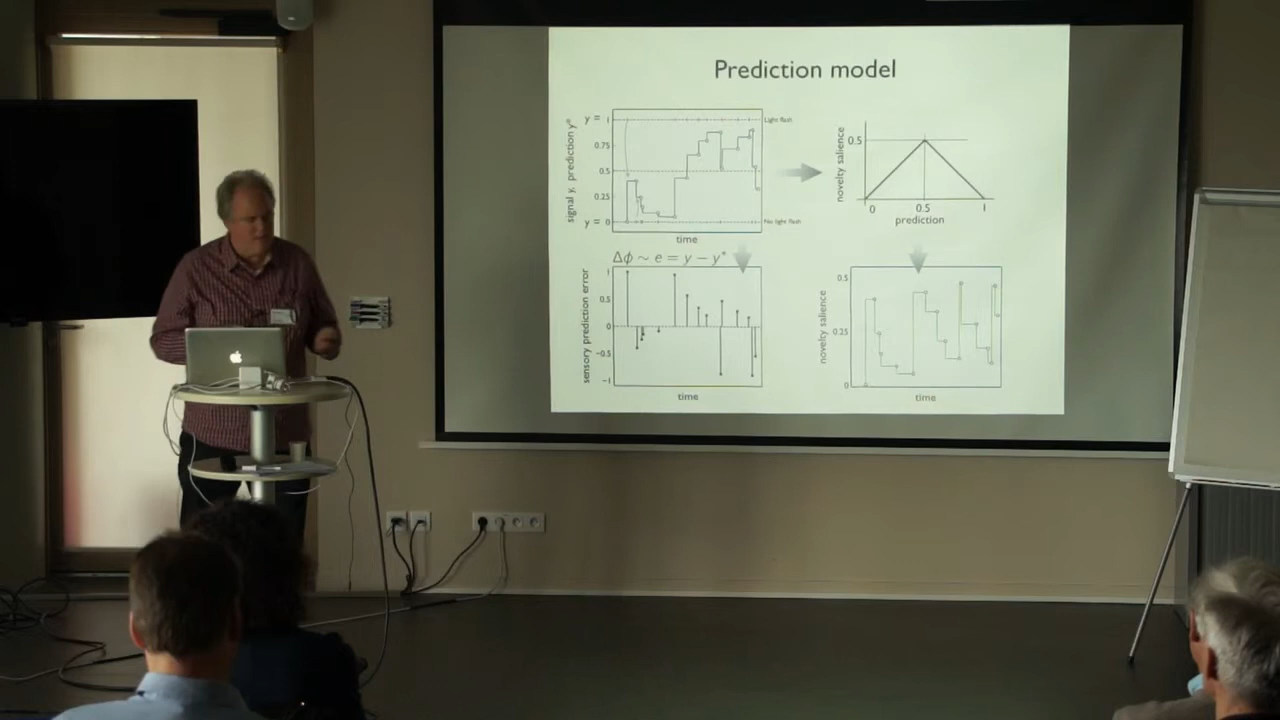 Prediction model
signal y, prediction y*
y = 1
0.75
0.5
0.25
y = 0
Light flash
No light flash
time
novelty salience
0.5
0
0.5
1
prediction
Δϕ ~ e = y − y*
sensory prediction error
1
0.5
0
−0.5
−1
time
novelty salience
0.5
0.25
0
time